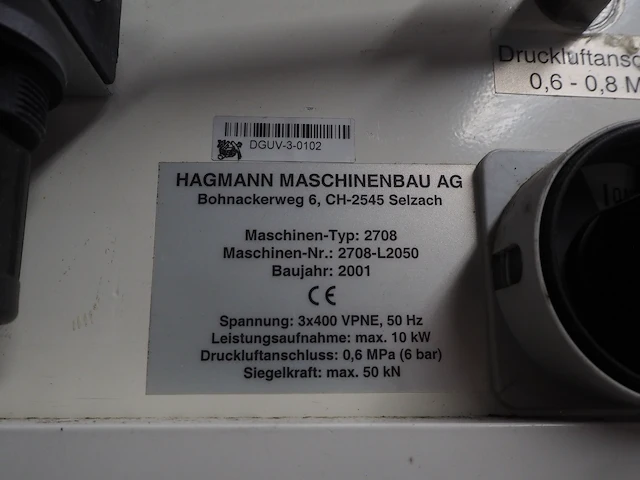 Druckluftansc
0,6 - 0,8 M
DGUV-3-0102
HAGMANN MASCHINENBAU AG
Bohnackerweg 6, CH-2545 Selzach
Maschinen-Typ: 2708
Maschinen-Nr.: 2708-L2050
Baujahr: 2001
CE
Spannung: 3x400 VPNE, 50 Hz
Leistungsaufnahme: max. 10 kW
Druckluftanschluss: 0,6 MPa (6 bar)
Siegelkraft: max. 50 kN